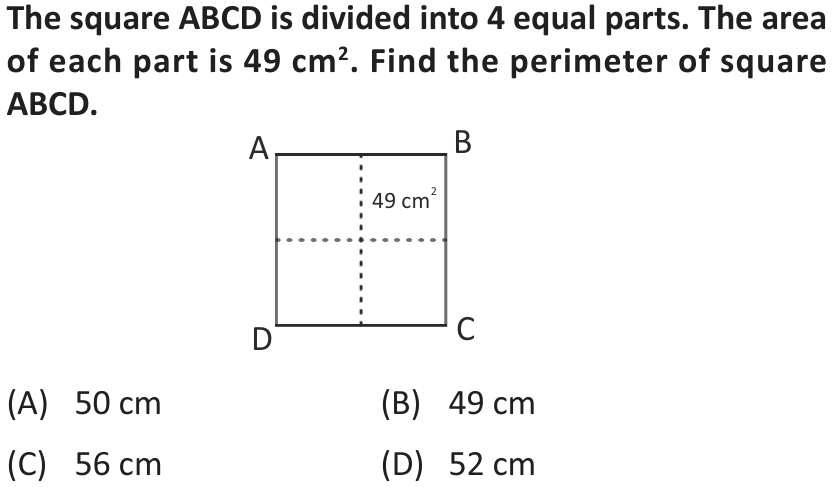 The square ABCD is divided into 4 equal parts. The area
of each part is 49 cm². Find the perimeter of square
ABCD.
A B
49 cm²
D C
(A) 50 cm (B) 49 cm
(C) 56 cm (D) 52 cm